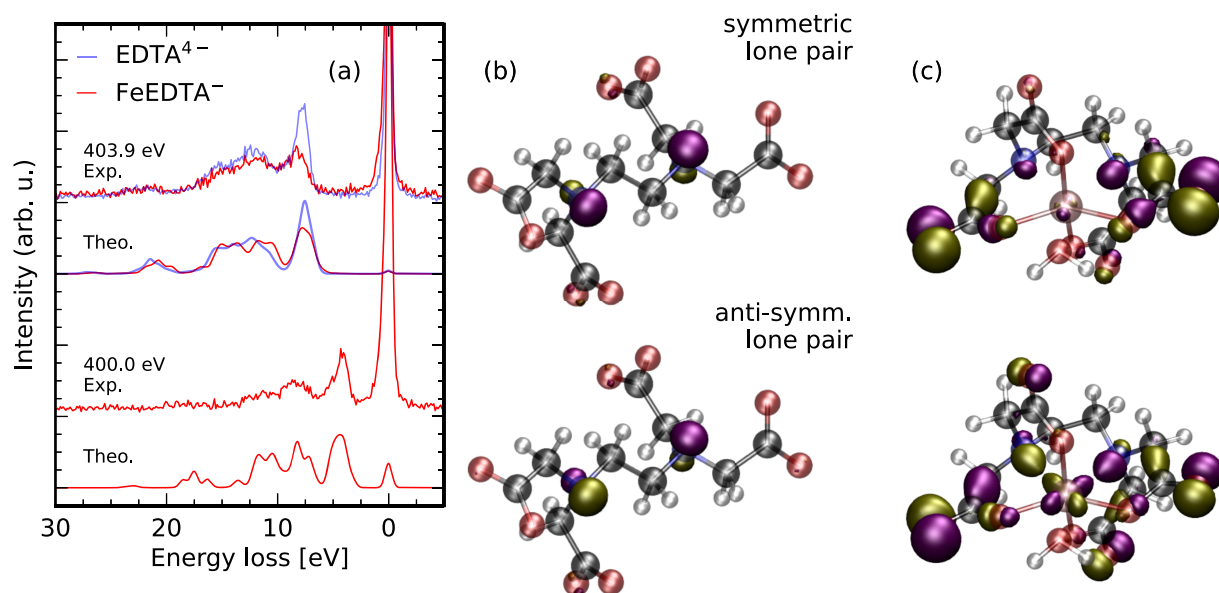 EDTA⁴⁻
FeEDTA⁻
(a)
403.9 eV
Exp.
Theo.
400.0 eV
Exp.
Theo.
Intensity (arb. u.)
30 20 10 0
Energy loss [eV]
(b)
symmetric
lone pair
anti-symm.
lone pair
(c)